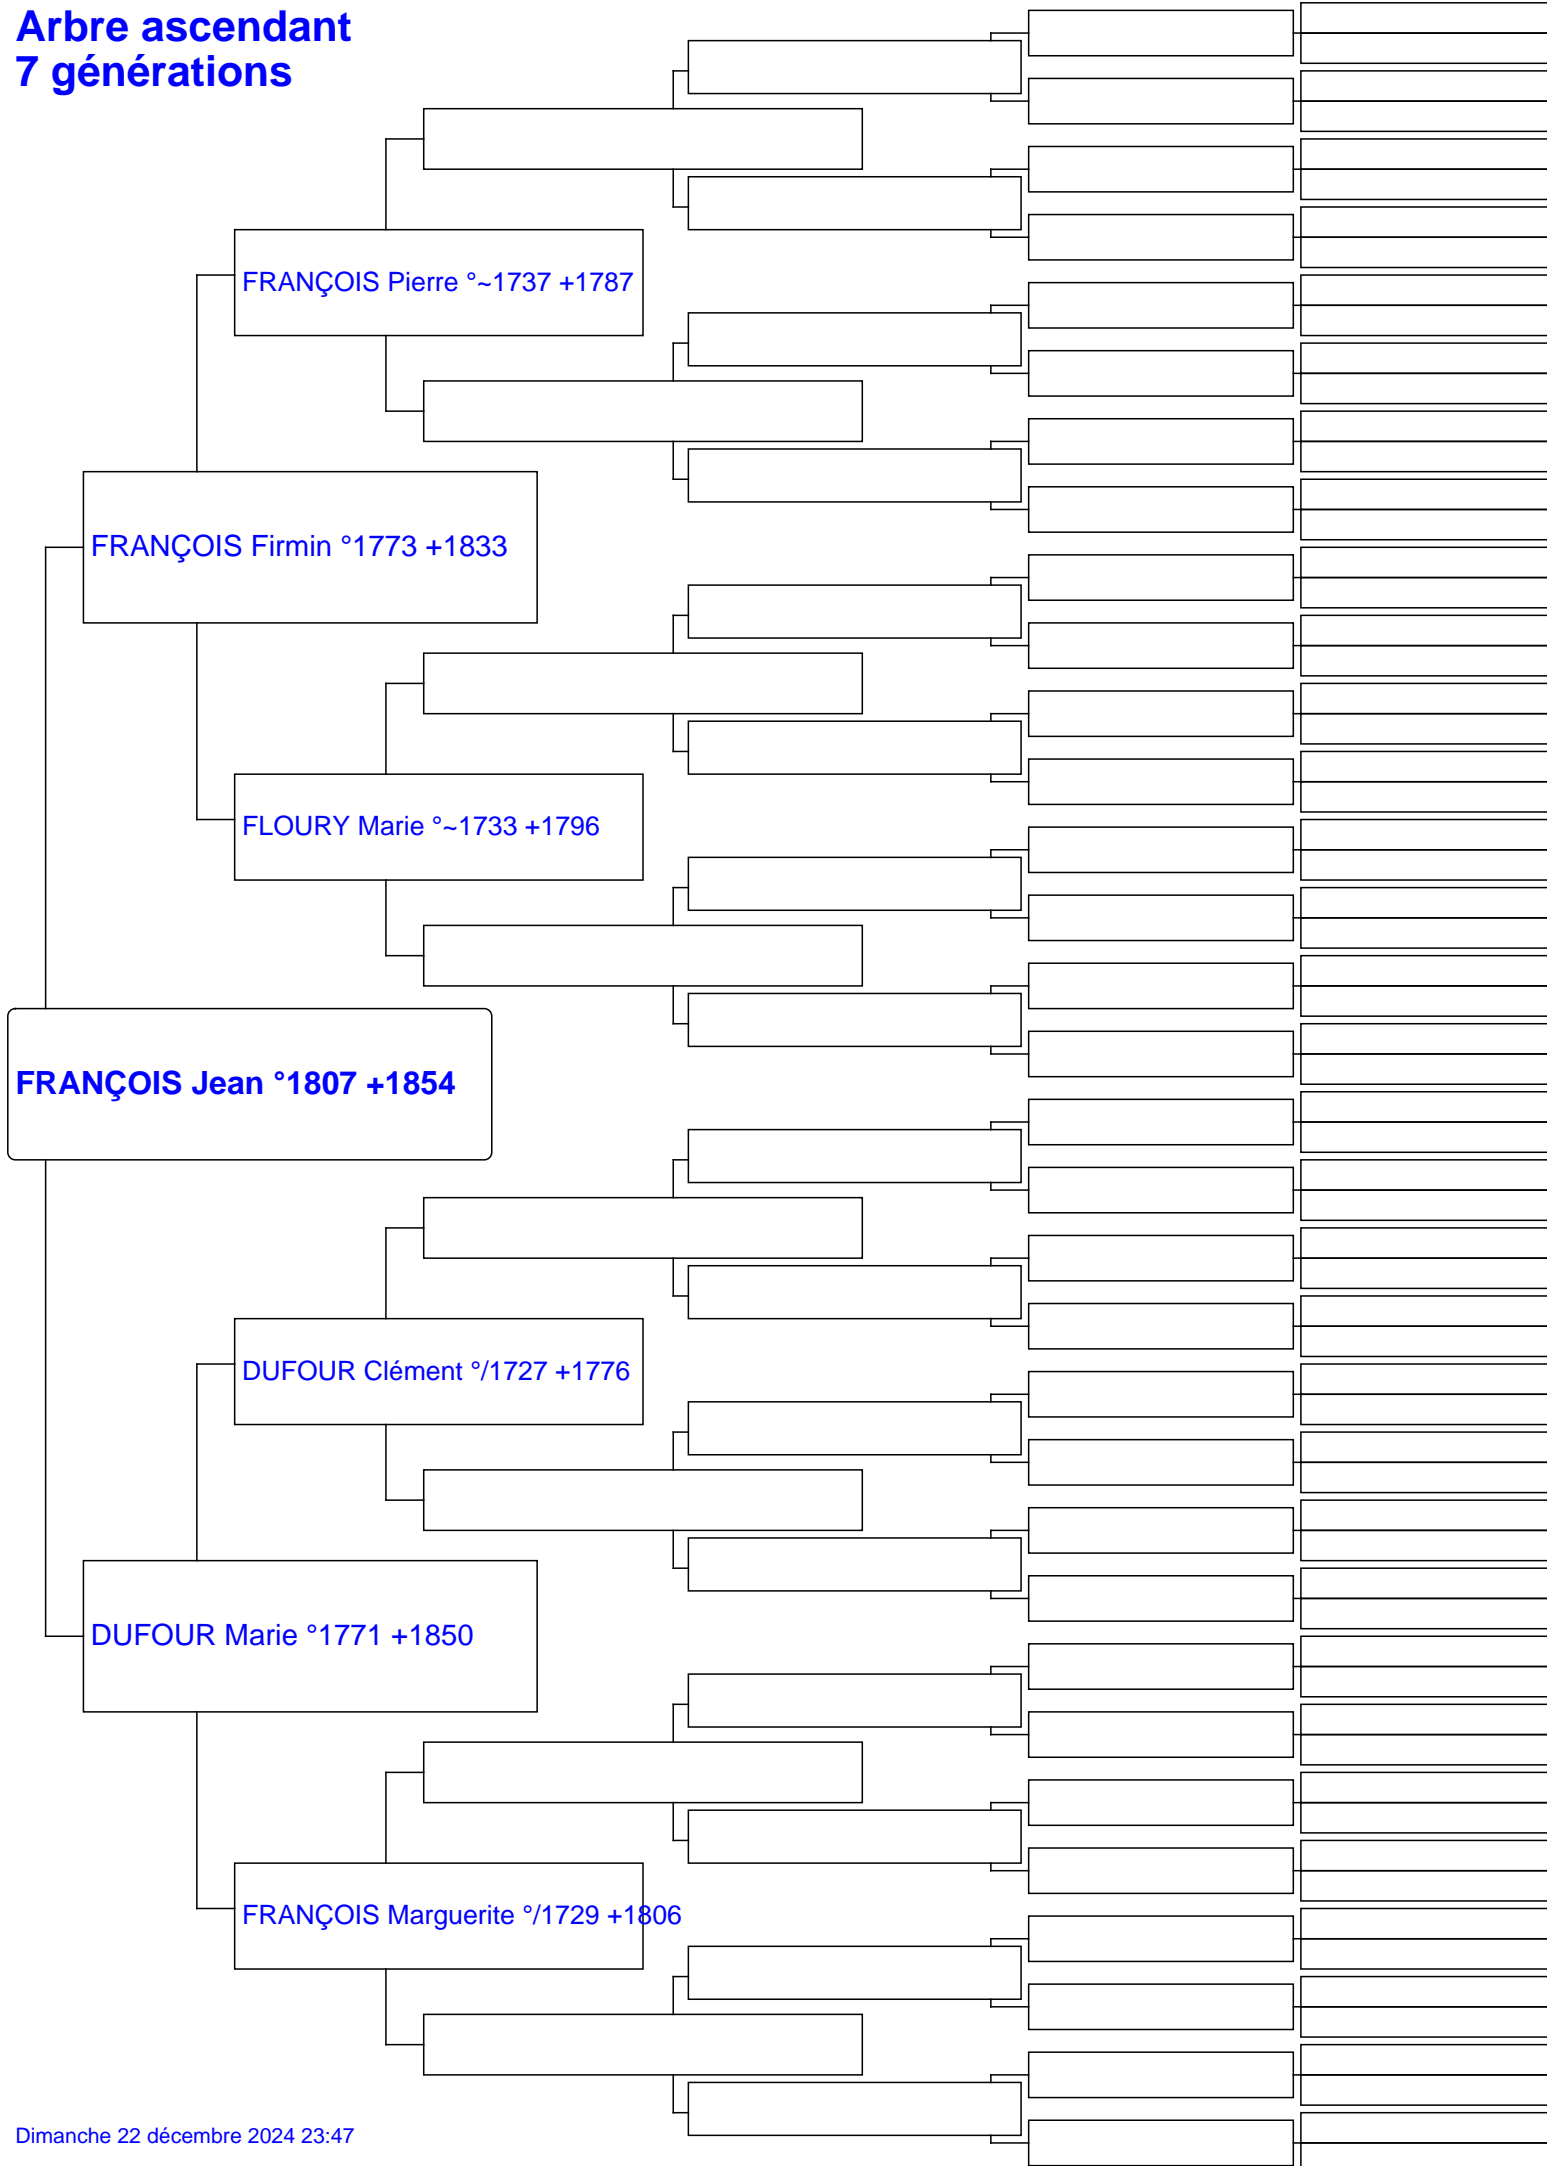 Arbre ascendant
7 générations
FRANÇOIS Pierre °~1737 +1787
FRANÇOIS Firmin °1773 +1833
FLOURY Marie °~1733 +1796
FRANÇOIS Jean °1807 +1854
DUFOUR Clément °/1727 +1776
DUFOUR Marie °1771 +1850
FRANÇOIS Marguerite °/1729 +1806
Dimanche 22 décembre 2024 23:47